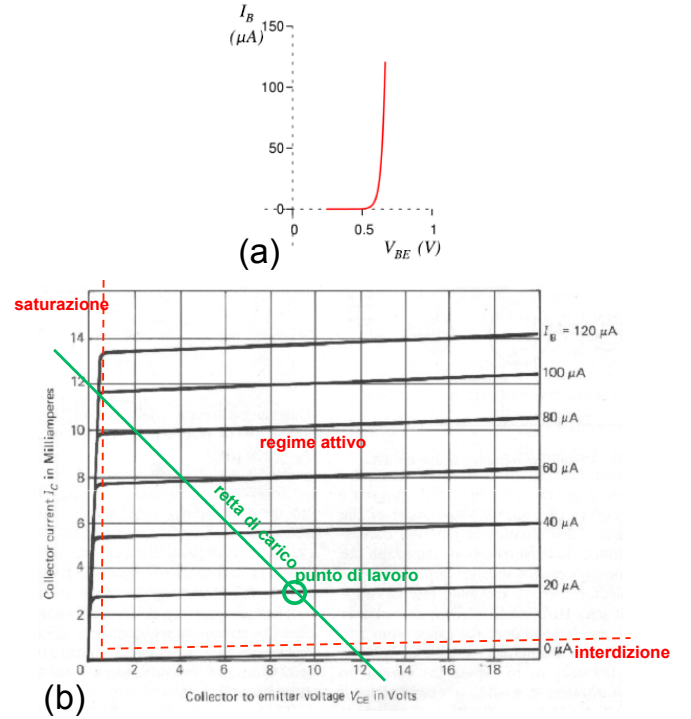 I_B
(μA)
150
100
50
0
0
0.5
1
V_BE (V)
(a)
saturazione
14
12
10
8
6
4
2
0
Collector current I_C in Milliamperes
I_B = 120 μA
100 μA
80 μA
60 μA
40 μA
20 μA
0 μA
regime attivo
retta di carico
punto di lavoro
interdizione
2
4
6
8
10
12
14
16
18
(b)
Collector to emitter voltage V_CE in Volts